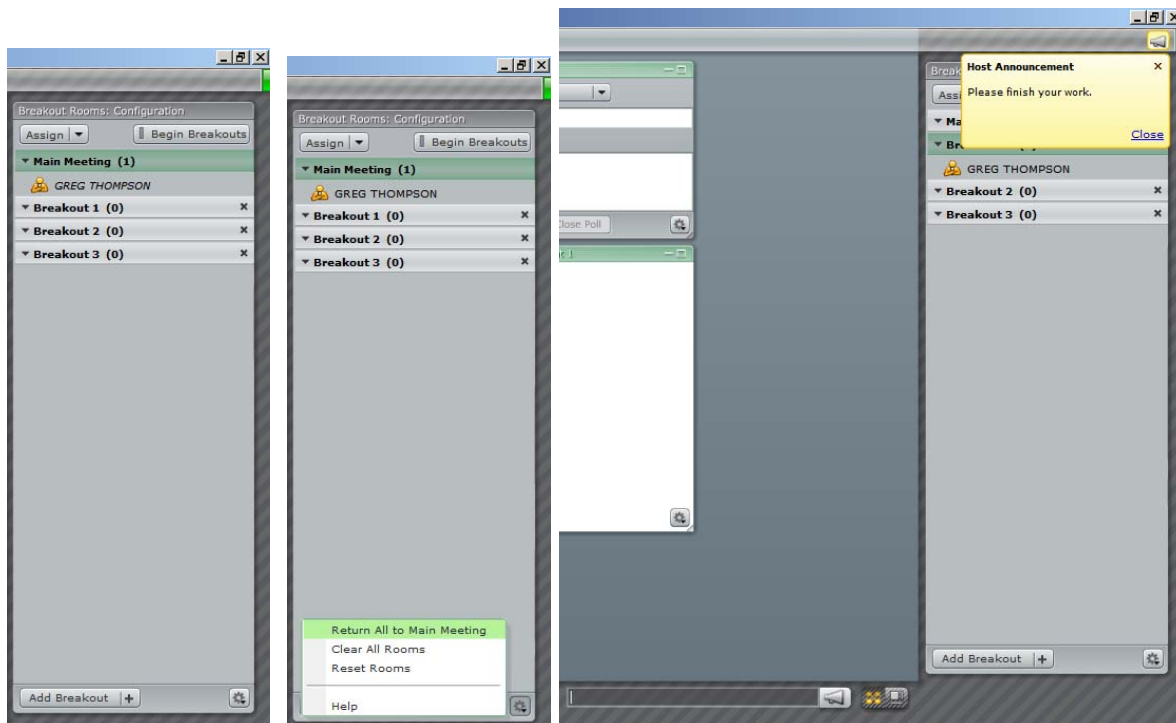 Breakout Rooms: Configuration
Assign
Begin Breakouts
Main Meeting (1)
GREG THOMPSON
Breakout 1 (0)
Breakout 2 (0)
Breakout 3 (0)
Add Breakout
Breakout Rooms: Configuration
Assign
Begin Breakouts
Main Meeting (1)
GREG THOMPSON
Breakout 1 (0)
Breakout 2 (0)
Breakout 3 (0)
Return All to Main Meeting
Clear All Rooms
Reset Rooms
Help
Close Poll
Host Announcement
Please finish your work.
Close
GREG THOMPSON
Breakout 2 (0)
Breakout 3 (0)
Add Breakout